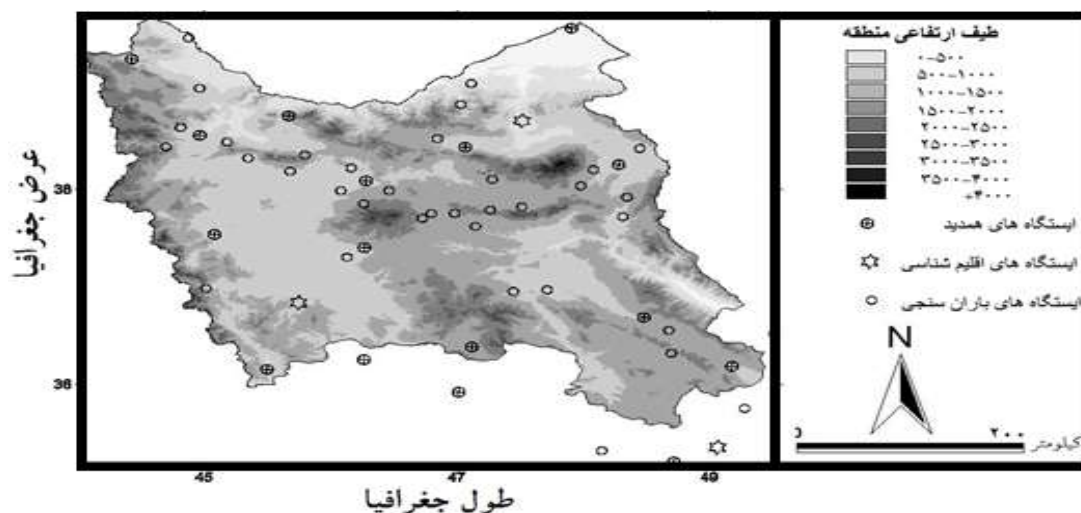 طیف ارتفاعی منطقه
۰-۵۰۰
۵۰۰-۱۰۰۰
۱۰۰۰-۱۵۰۰
۱۵۰۰-۲۰۰۰
۲۰۰۰-۲۵۰۰
۲۵۰۰-۳۰۰۰
۳۰۰۰-۳۵۰۰
۳۵۰۰-۴۰۰۰
+۴۰۰۰
ایستگاه های همدید
ایستگاه های اقلیم شناسی
ایستگاه های باران سنجی
N
0 ۲۰۰ کیلومتر
عرض جغرافیا
38
36
45 47 49
طول جغرافیا